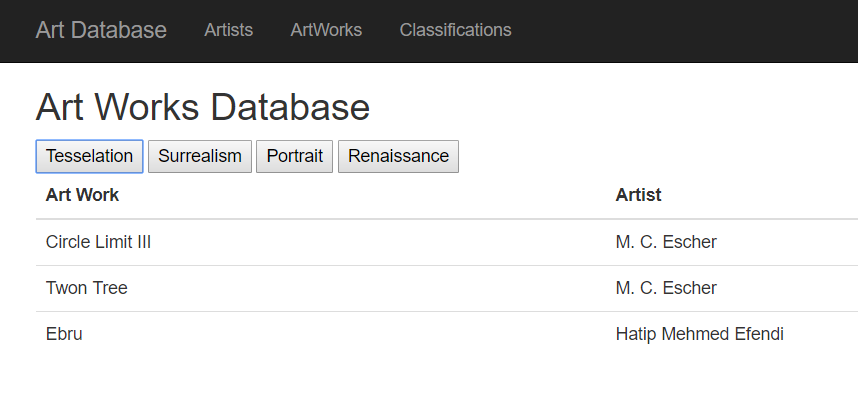 Art Database Artists ArtWorks Classifications
Art Works Database
Tesselation Surrealism Portrait Renaissance
Art Work Artist
Circle Limit III M. C. Escher
Twon Tree M. C. Escher
Ebru Hatip Mehmed Efendi